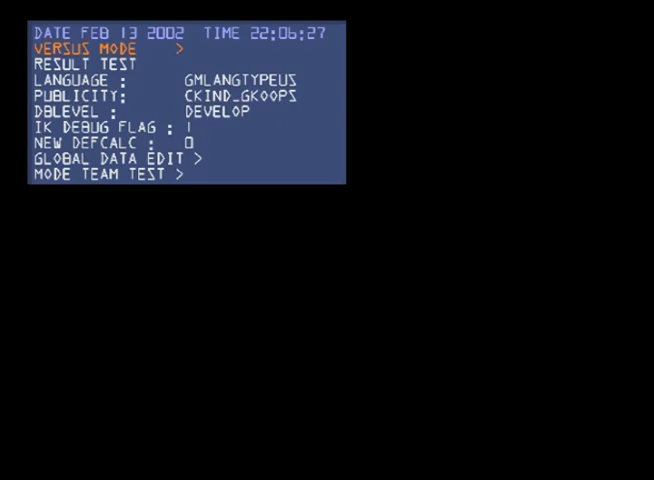 DATE FEB 13 2002 TIME 22:06:27
VERSUS MODE >
RESULT TEST
LANGUAGE : GMLANGTYPEUS
PUBLICITY: CKIND_GKOOPS
DBLEVEL : DEVELOP
IK DEBUG FLAG : 1
NEW DEFCALC : 0
GLOBAL DATA EDIT >
MODE TEAM TEST >